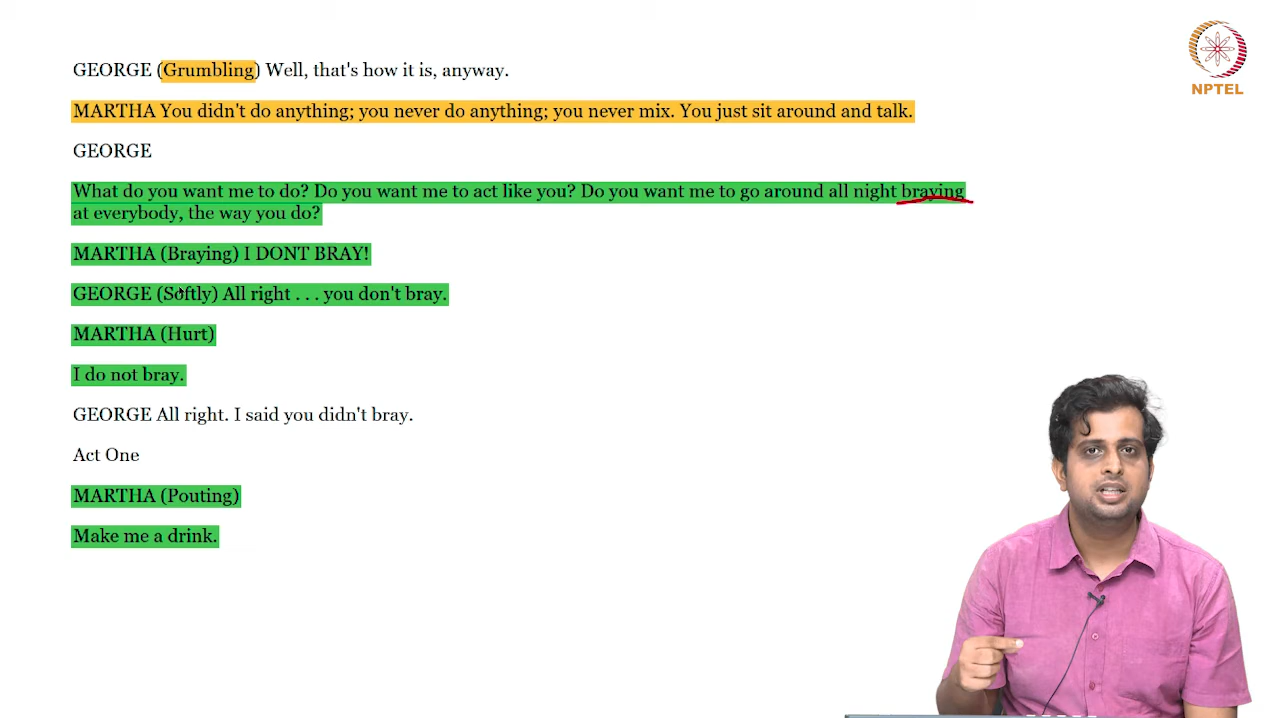 GEORGE (Grumbling) Well, that's how it is, anyway.
MARTHA You didn't do anything; you never do anything; you never mix. You just sit around and talk.
GEORGE
What do you want me to do? Do you want me to act like you? Do you want me to go around all night braying
at everybody, the way you do?
MARTHA (Braying) I DONT BRAY!
GEORGE (Softly) All right . . . you don't bray.
MARTHA (Hurt)
I do not bray.
GEORGE All right. I said you didn't bray.
Act One
MARTHA (Pouting)
Make me a drink.
NPTEL